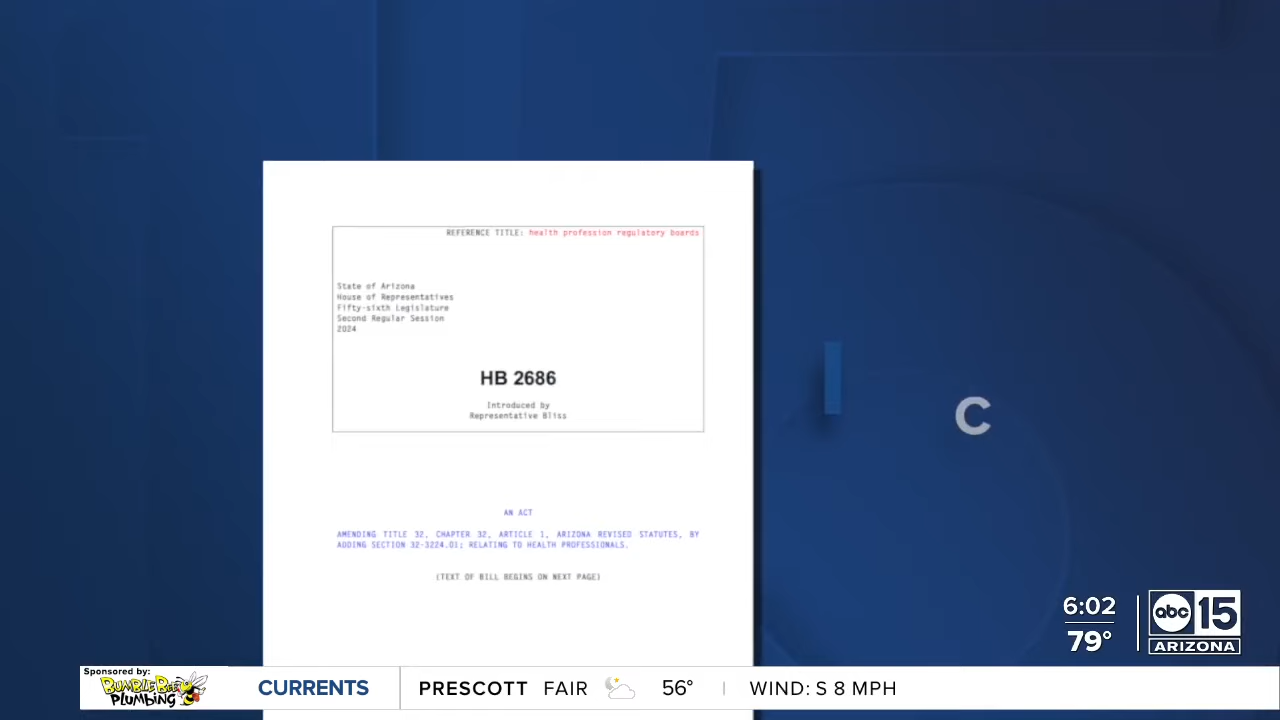 REFERENCE TITLE: health profession regulatory boards
State of Arizona
House of Representatives
Fifty-sixth Legislature
Second Regular Session
2024
HB 2686
Introduced by
Representative Bliss
AN ACT
AMENDING TITLE 32, CHAPTER 32, ARTICLE 1, ARIZONA REVISED STATUTES, BY
ADDING SECTION 32-3224.01; RELATING TO HEALTH PROFESSIONALS.
(TEXT OF BILL BEGINS ON NEXT PAGE)
C
6:02
79°
abc 15
ARIZONA
Sponsored by:
BUMBLE BEE
PLUMBING
CURRENTS
PRESCOTT FAIR 56° WIND: S 8 MPH